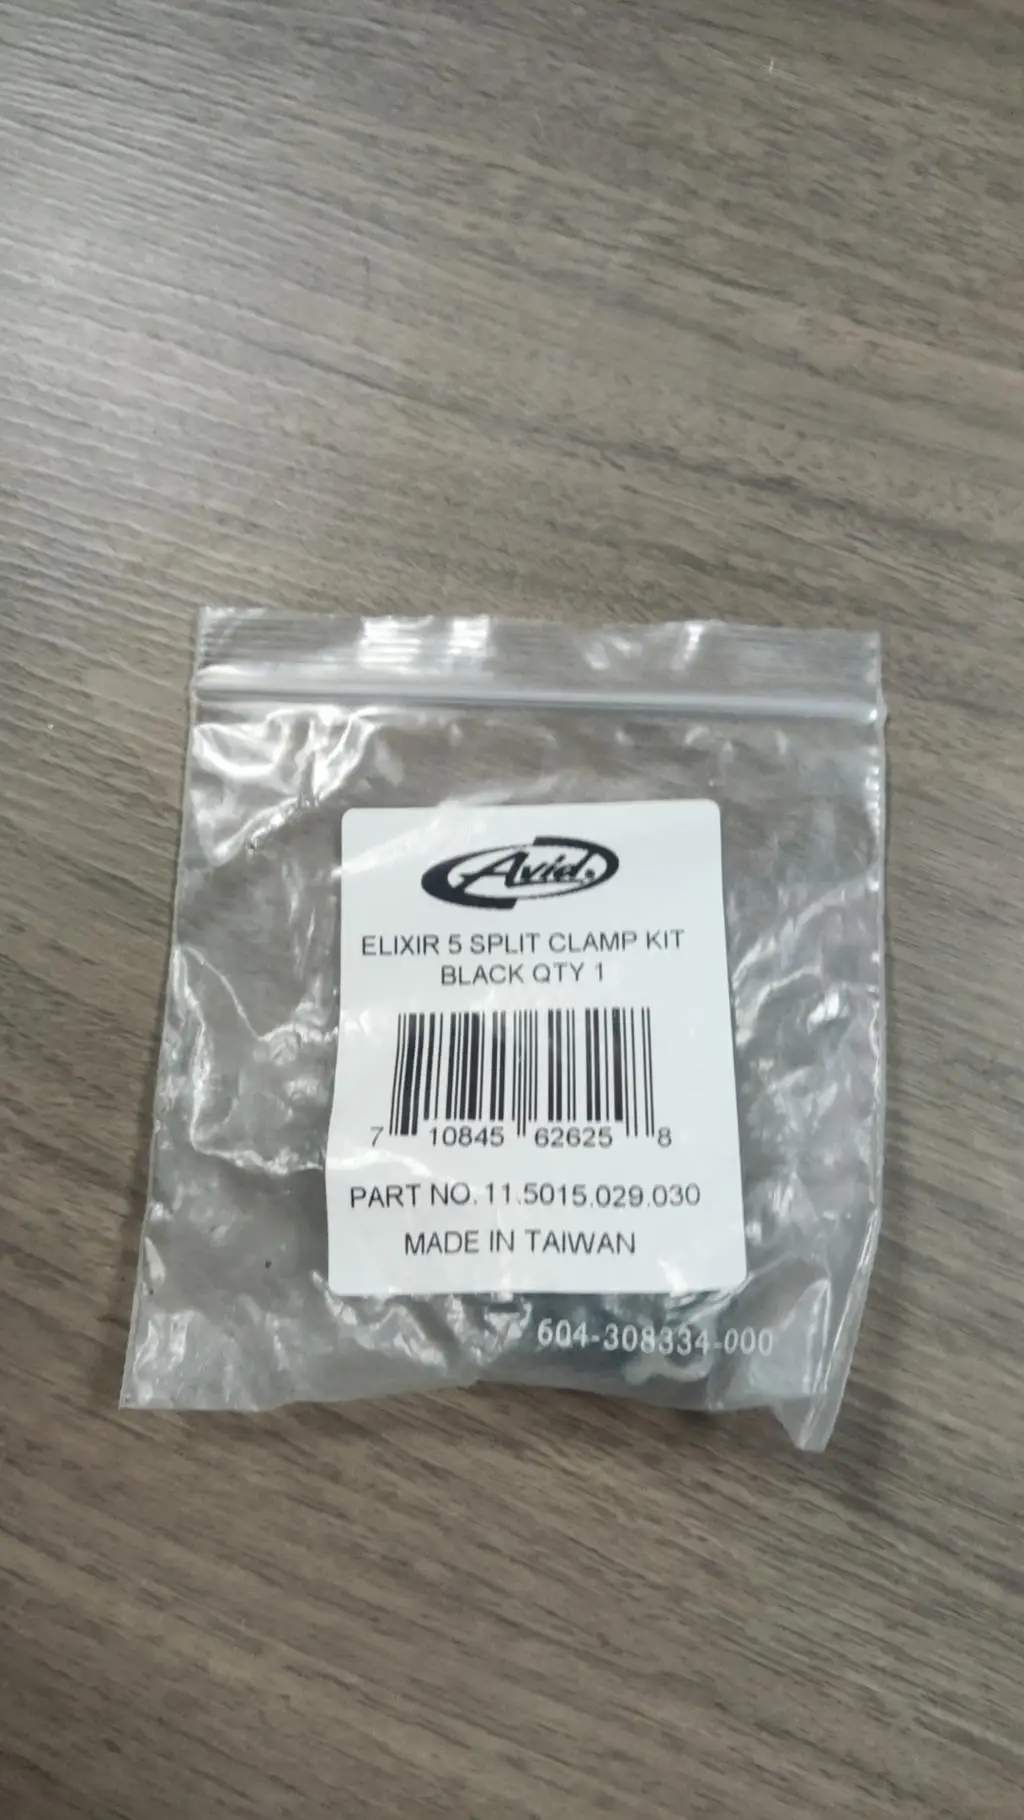 Avid®
ELIXIR 5 SPLIT CLAMP KIT
BLACK QTY 1
7 10845 62625 8
PART NO. 11.5015.029.030
MADE IN TAIWAN
604-308334-000